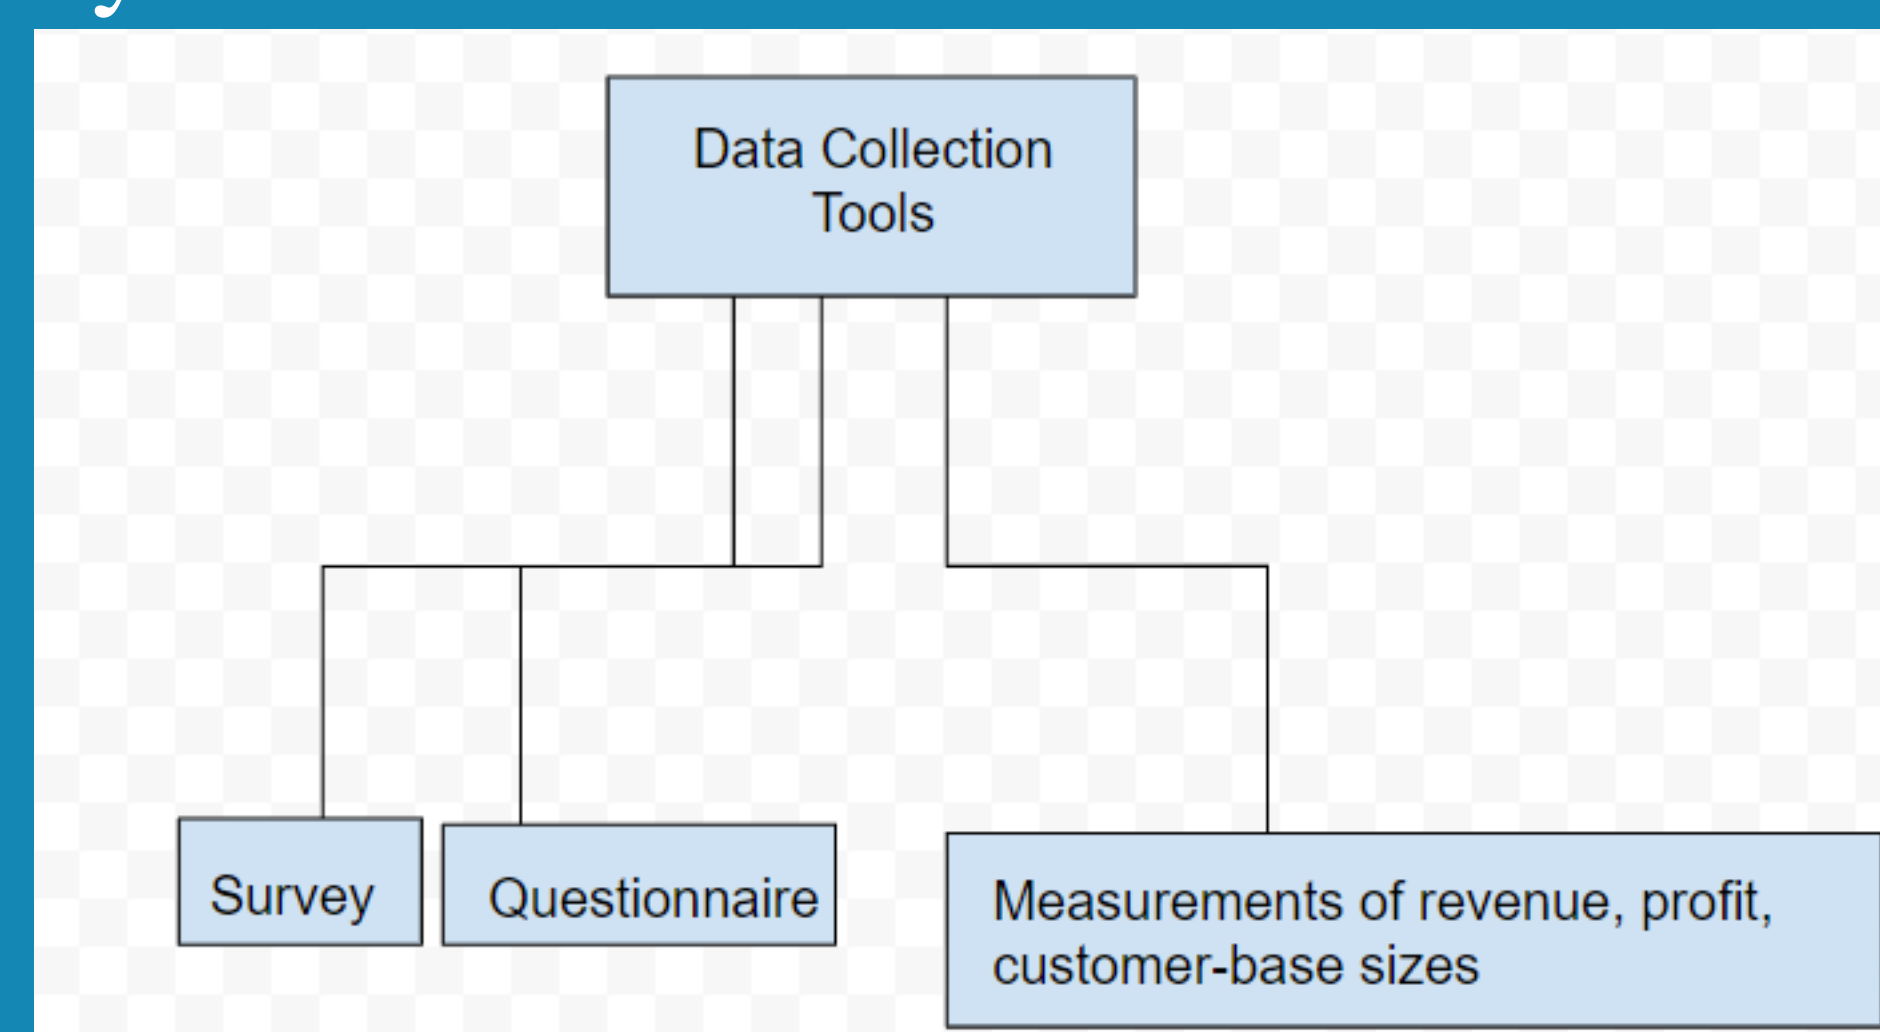 Data Collection
Tools
Survey
Questionnaire
Measurements of revenue, profit,
customer-base sizes